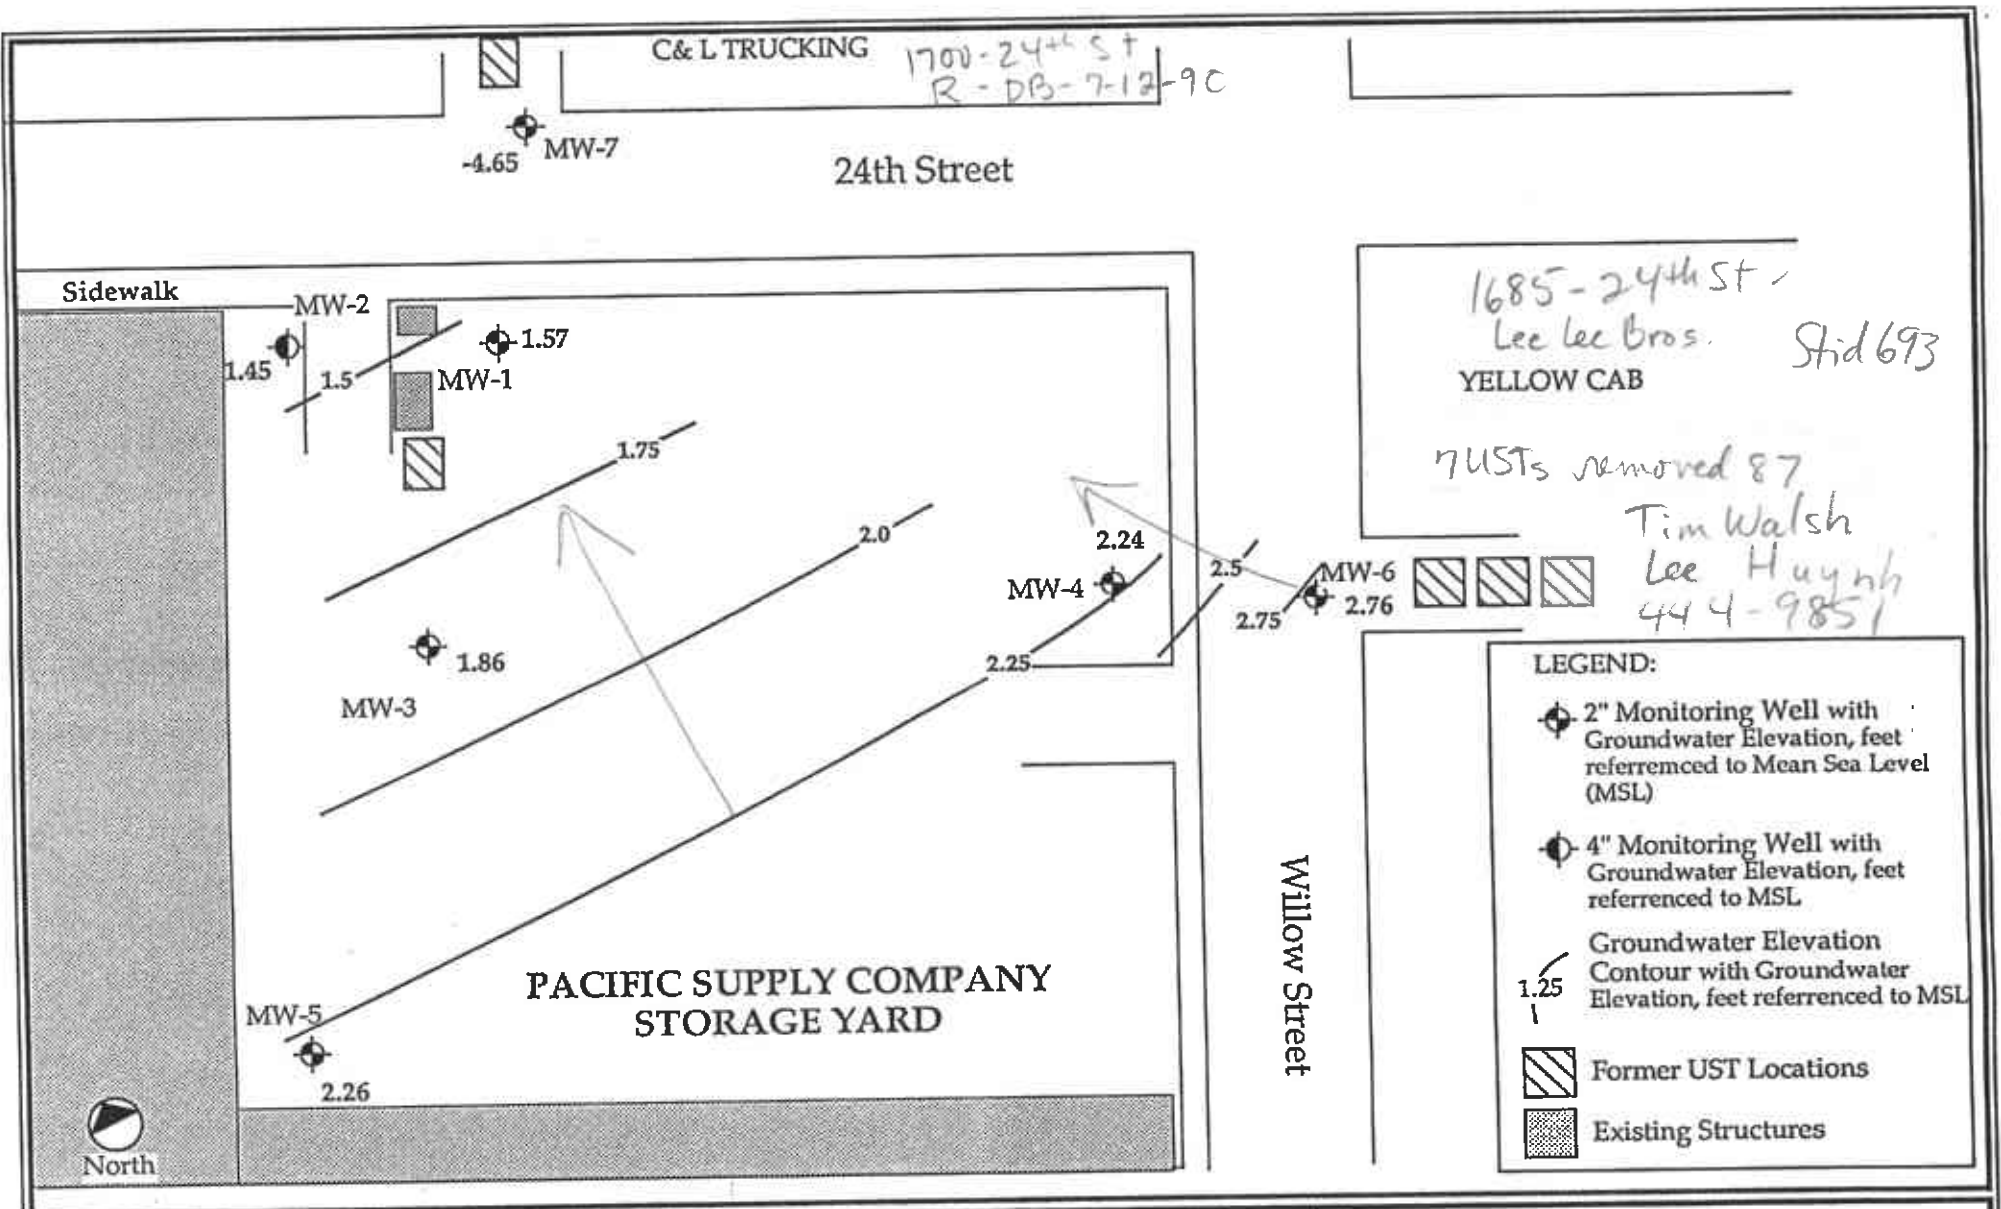 C& L TRUCKING
1700-24th St
R - DB- 7-12-90
-4.65
MW-7
24th Street
Sidewalk
MW-2
1.45
1.5
1.57
MW-1
1.75
2.0
1.86
MW-3
2.24
MW-4
2.25
2.5
MW-6
2.75
2.76
1685-24th St.
Lee Lee Bros.
Stid 693
YELLOW CAB
7 USTs removed 87
Tim Walsh
Lee Huynh
444-9851
Willow Street
MW-5
2.26
PACIFIC SUPPLY COMPANY
STORAGE YARD
North
LEGEND:
2" Monitoring Well with
Groundwater Elevation, feet
referremced to Mean Sea Level
(MSL)
4" Monitoring Well with
Groundwater Elevation, feet
referrenced to MSL
Groundwater Elevation
Contour with Groundwater
Elevation, feet referrenced to MSL
1.25
Former UST Locations
Existing Structures